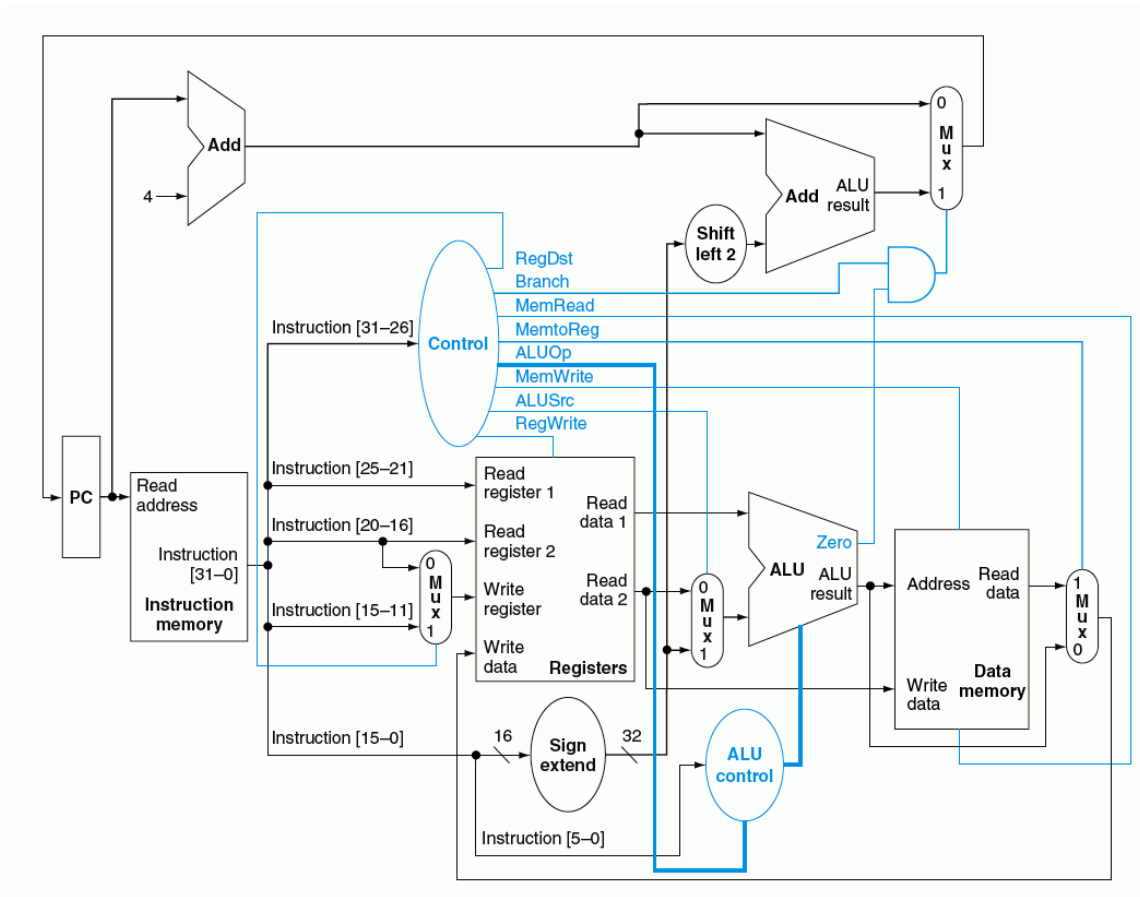 Add
4
0
M
u
x
1
Add
ALU
result
Shift
left 2
RegDst
Branch
MemRead
MemtoReg
ALUOp
MemWrite
ALUSrc
RegWrite
Control
Instruction [31–26]
Instruction [25–21]
Instruction [20–16]
Instruction [15–11]
Instruction [15–0]
PC
Read
address
Instruction
[31–0]
Instruction
memory
0
M
u
x
1
Read
register 1
Read
register 2
Write
register
Write
data
Read
data 1
Read
data 2
Registers
0
M
u
x
1
Zero
ALU
ALU
result
Address
Read
data
Write
data
Data
memory
1
M
u
x
0
16
Sign
extend
32
ALU
control
Instruction [5–0]